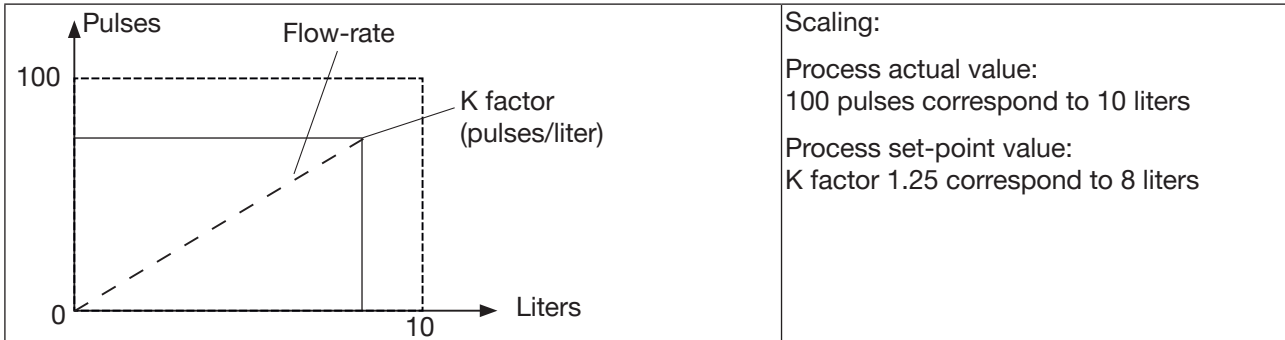 Pulses
Flow-rate
100
K factor
(pulses/liter)
0
10
Liters
Scaling:
Process actual value:
100 pulses correspond to 10 liters
Process set-point value:
K factor 1.25 correspond to 8 liters